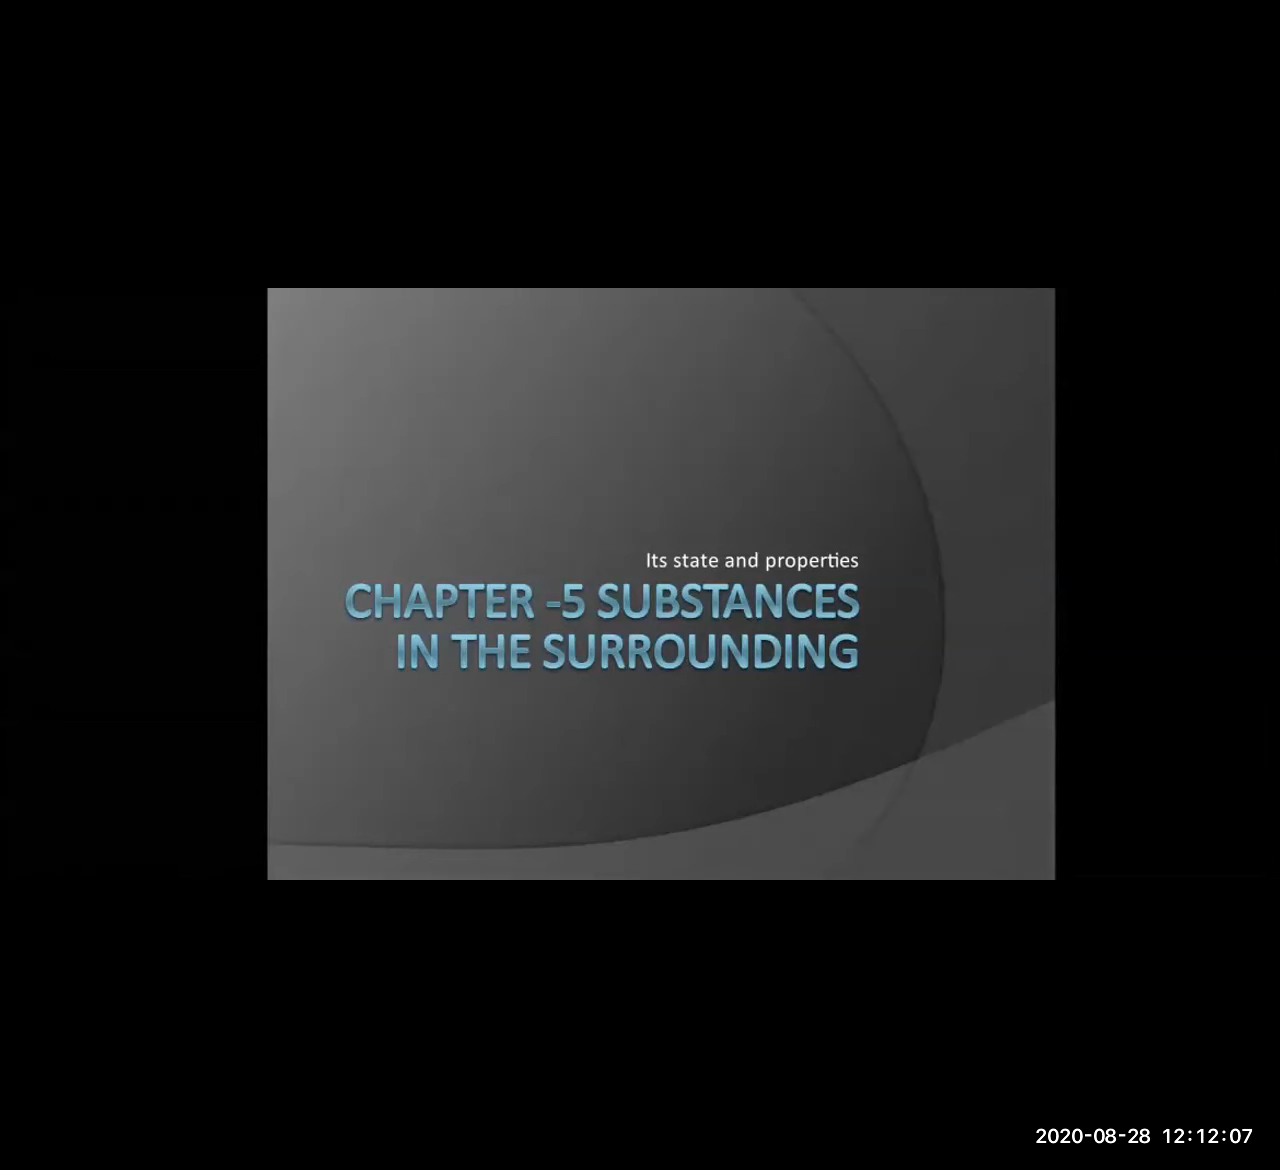 Its state and properties
CHAPTER -5 SUBSTANCES
IN THE SURROUNDING
2020-08-28 12:12:07